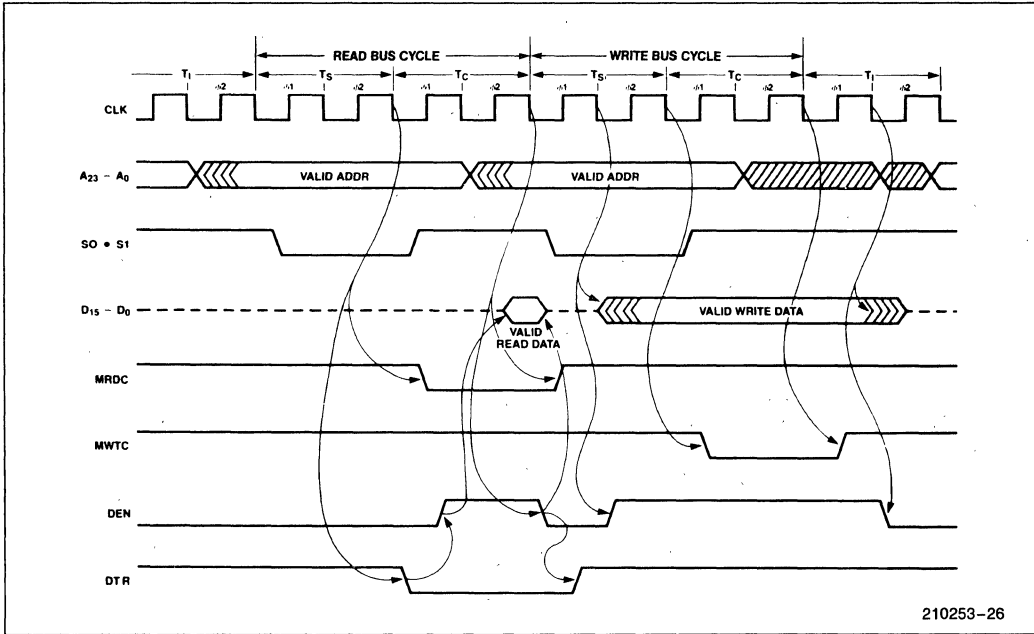 READ BUS CYCLE WRITE BUS CYCLE
TI TS TC TS TC TI
φ2 φ1 φ2 φ1 φ2 φ1 φ2 φ1 φ2 φ1 φ2
CLK
A23 – A0 VALID ADDR VALID ADDR
SO • S1
D15 – D0 VALID WRITE DATA
VALID
READ DATA
MRDC
MWTC
DEN
DTR
210253–26